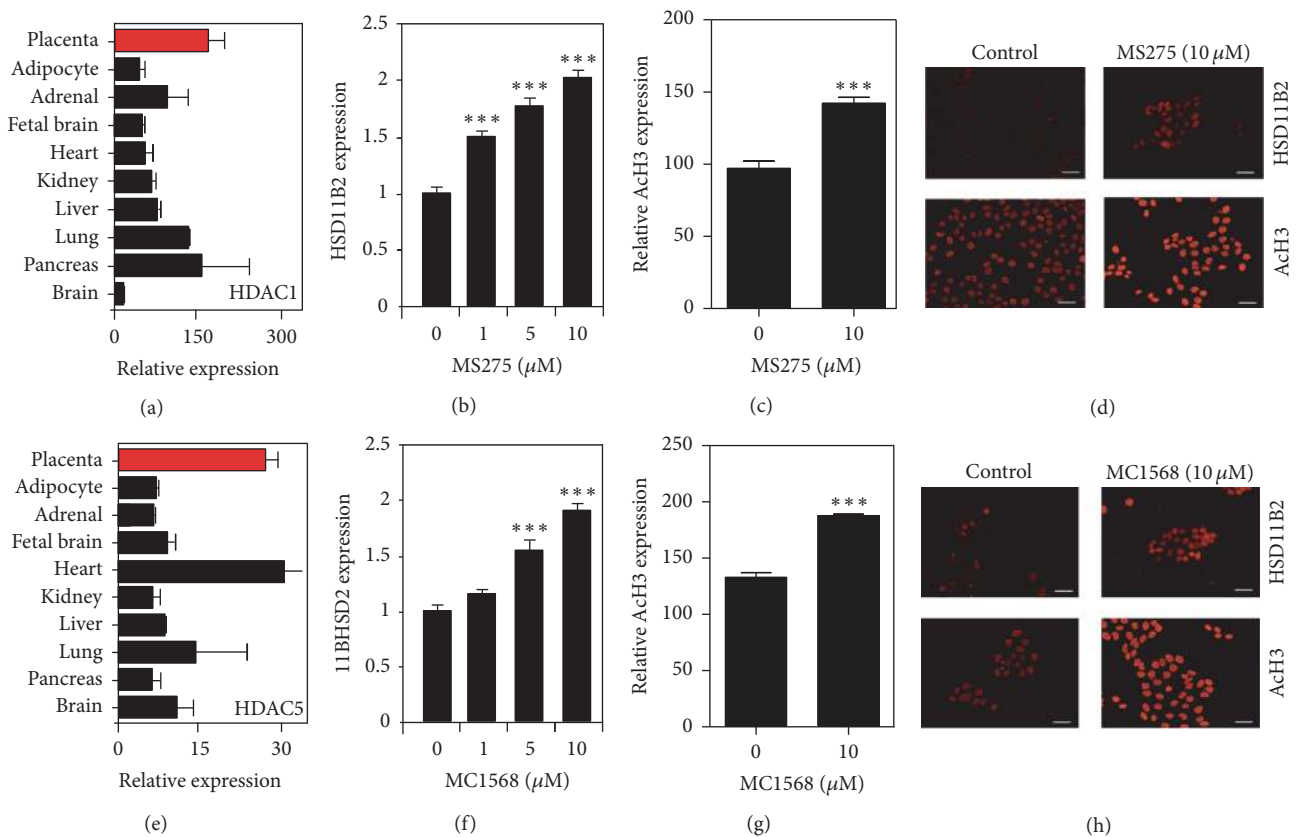 Placenta
Adipocyte
Adrenal
Fetal brain
Heart
Kidney
Liver
Lung
Pancreas
Brain
HDAC1
0 150 300
Relative expression
(a)
HSD11B2 expression
2.5
2
1.5
1
0.5
0
*** *** ***
0 1 5 10
MS275 (μM)
(b)
Relative AcH3 expression
200
150
100
50
0
***
0 10
MS275 (μM)
(c)
Control MS275 (10 μM)
HSD11B2
AcH3
(d)
Placenta
Adipocyte
Adrenal
Fetal brain
Heart
Kidney
Liver
Lung
Pancreas
Brain
HDAC5
0 15 30
Relative expression
(e)
11BHSD2 expression
2.5
2
1.5
1
0.5
0
*** ***
0 1 5 10
MC1568 (μM)
(f)
Relative AcH3 expression
250
200
150
100
50
0
***
0 10
MC1568 (μM)
(g)
Control MC1568 (10 μM)
HSD11B2
AcH3
(h)